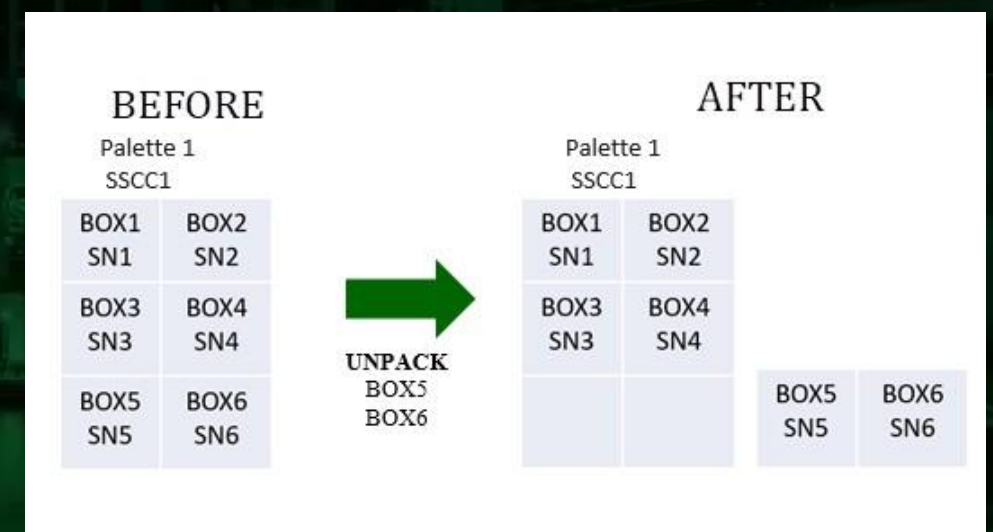 BEFORE
Palette 1
SSCC1
BOX1 BOX2
SN1 SN2
BOX3 BOX4
SN3 SN4
BOX5 BOX6
SN5 SN6
UNPACK
BOX5
BOX6
AFTER
Palette 1
SSCC1
BOX1 BOX2
SN1 SN2
BOX3 BOX4
SN3 SN4
BOX5 BOX6
SN5 SN6